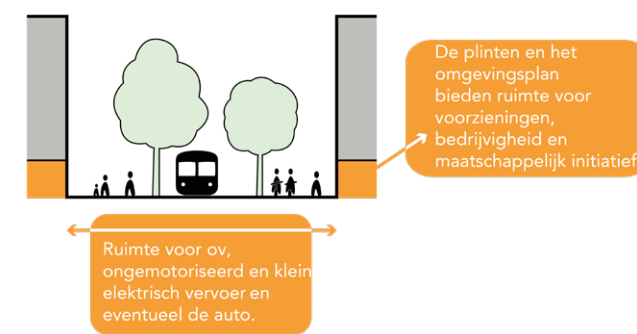 De plinten en het
omgevingsplan
bieden ruimte voor
voorzieningen,
bedrijvigheid en
maatschappelijk initiatief
Ruimte voor ov,
ongemotoriseerd en klein
elektrisch vervoer en
eventueel de auto.